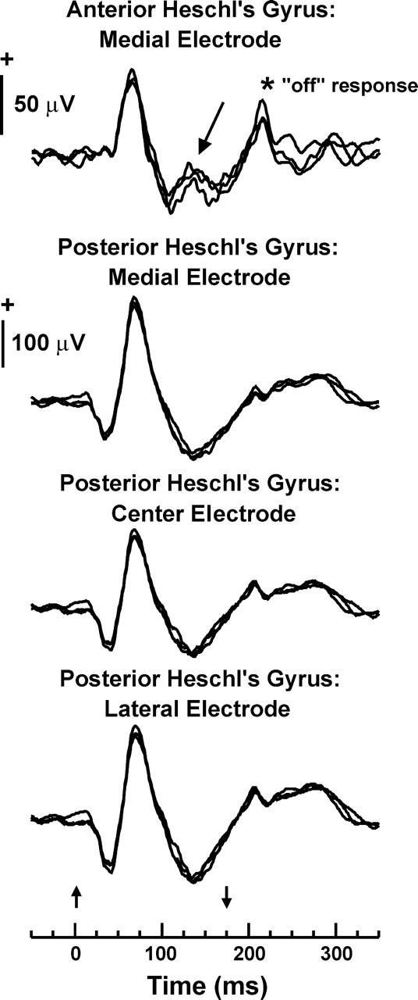 Anterior Heschl's Gyrus:
Medial Electrode
+
50 μV
* "off" response
Posterior Heschl's Gyrus:
Medial Electrode
+
100 μV
Posterior Heschl's Gyrus:
Center Electrode
Posterior Heschl's Gyrus:
Lateral Electrode
0 100 200 300
Time (ms)